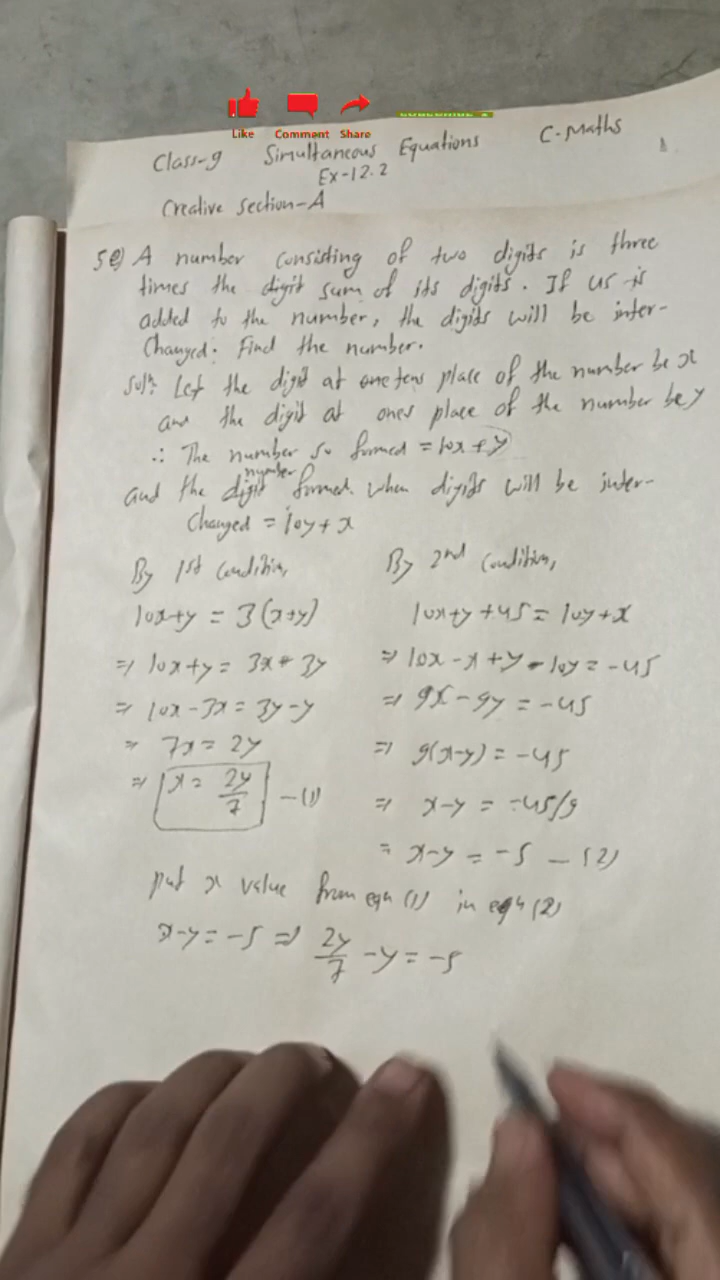 Like Comment Share
Class-9 Simultaneous Equations C-Maths
Ex-12.2
Creative Section-A
5e) A number consisting of two digits is three
times the digit sum of its digits. If 45 is
added to the number, the digits will be inter-
changed. Find the number.
Solⁿ: Let the digit at one tens place of the number be x
and the digit at ones place of the number be y
∴ The number so formed = 10x + y
number
and the digit formed when digits will be inter-
changed = 10y + x
By 1st condition, By 2nd condition,
10x+y = 3(x+y) 10x+y+45 = 10y+x
⇒ 10x+y = 3x+3y ⇒ 10x-x+y-10y = -45
⇒ 10x-3x = 3y-y ⇒ 9x-9y = -45
⇒ 7x = 2y ⇒ 9(x-y) = -45
⇒ x = 2y/7 -(1) ⇒ x-y = -45/9
= x-y = -5 -(2)
put x value from eqn (1) in eqn (2)
x-y = -5 ⇒ 2y/7 -y = -5